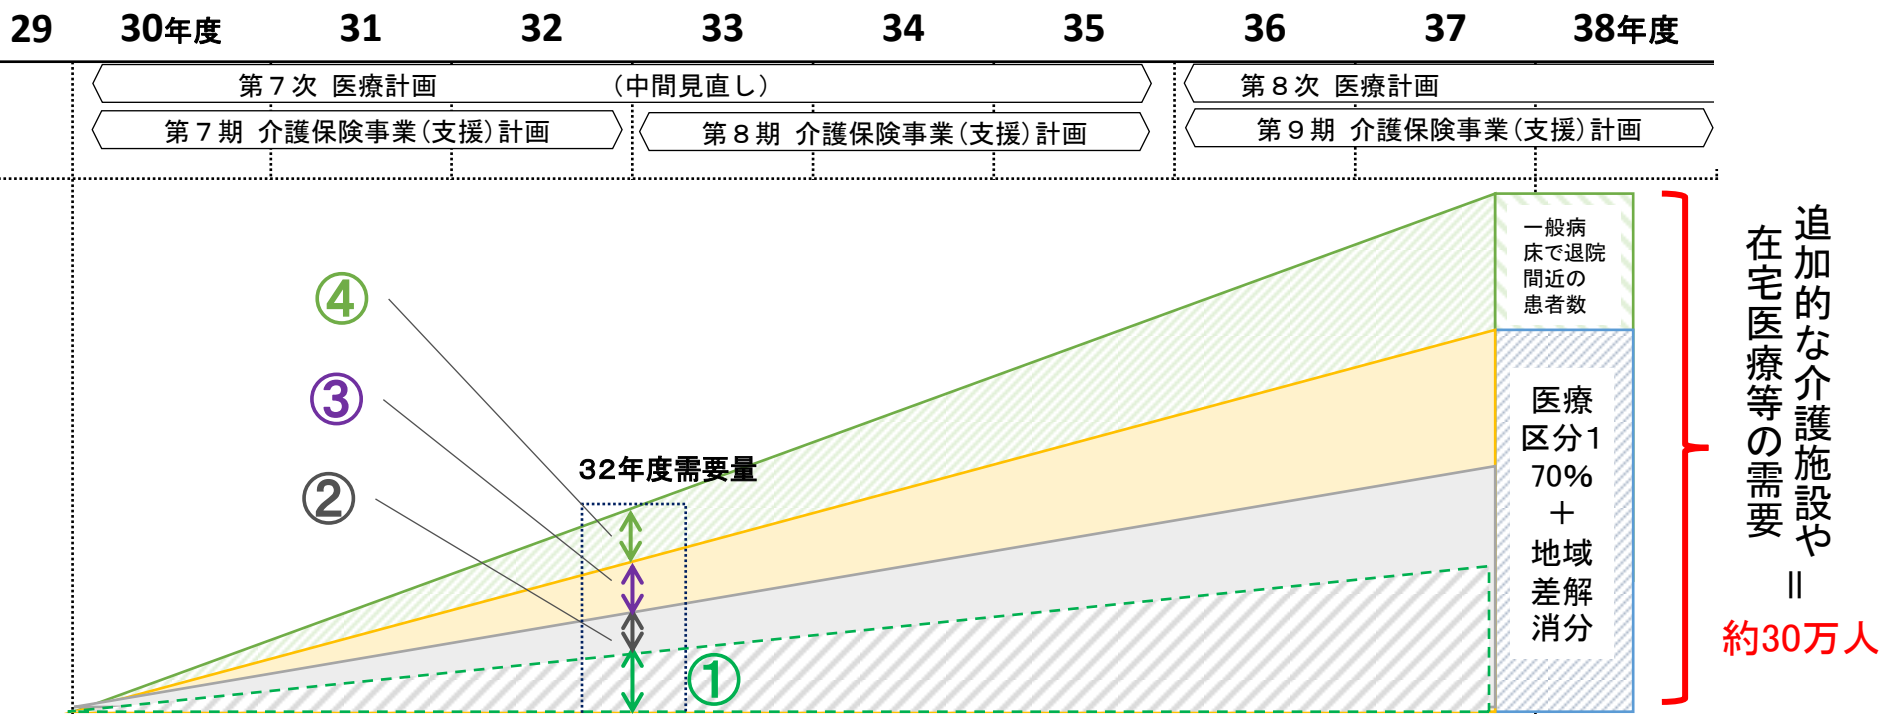 29 30年度 31 32 33 34 35 36 37 38年度
第７次 医療計画 （中間見直し） 第８次 医療計画
第７期 介護保険事業（支援）計画 第８期 介護保険事業（支援）計画 第９期 介護保険事業（支援）計画
④
③
②
①
32年度需要量
一般病
床で退院
間近の
患者数
医療
区分1
70%
＋
地域
差解
消分
追加的な介護施設や
在宅医療等の需要
＝
約30万人